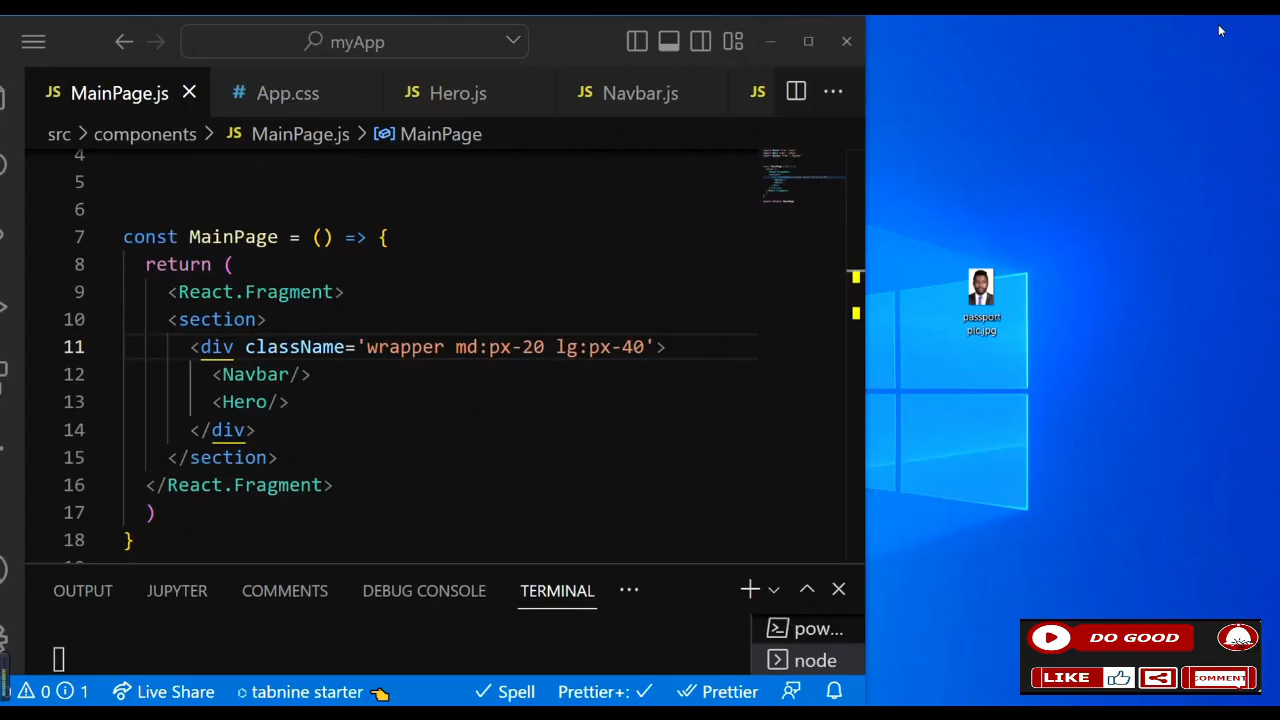 myApp
JS MainPage.js
# App.css
JS Hero.js
JS Navbar.js
JS
src > components > JS MainPage.js > MainPage
4
5
6
7 const MainPage = () => {
8 return (
9 <React.Fragment>
10 <section>
11 <div className='wrapper md:px-20 lg:px-40'>
12 <Navbar/>
13 <Hero/>
14 </div>
15 </section>
16 </React.Fragment>
17 )
18 }
OUTPUT JUPYTER COMMENTS DEBUG CONSOLE TERMINAL
pow...
node
0 1 Live Share tabnine starter Spell Prettier+: Prettier
passport
pic.jpg
DO GOOD
LIKE COMMENT